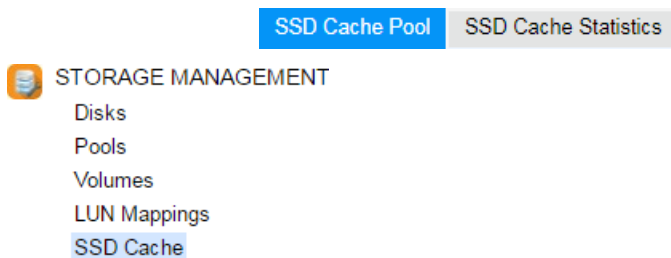 SSD Cache Pool SSD Cache Statistics
STORAGE MANAGEMENT
Disks
Pools
Volumes
LUN Mappings
SSD Cache